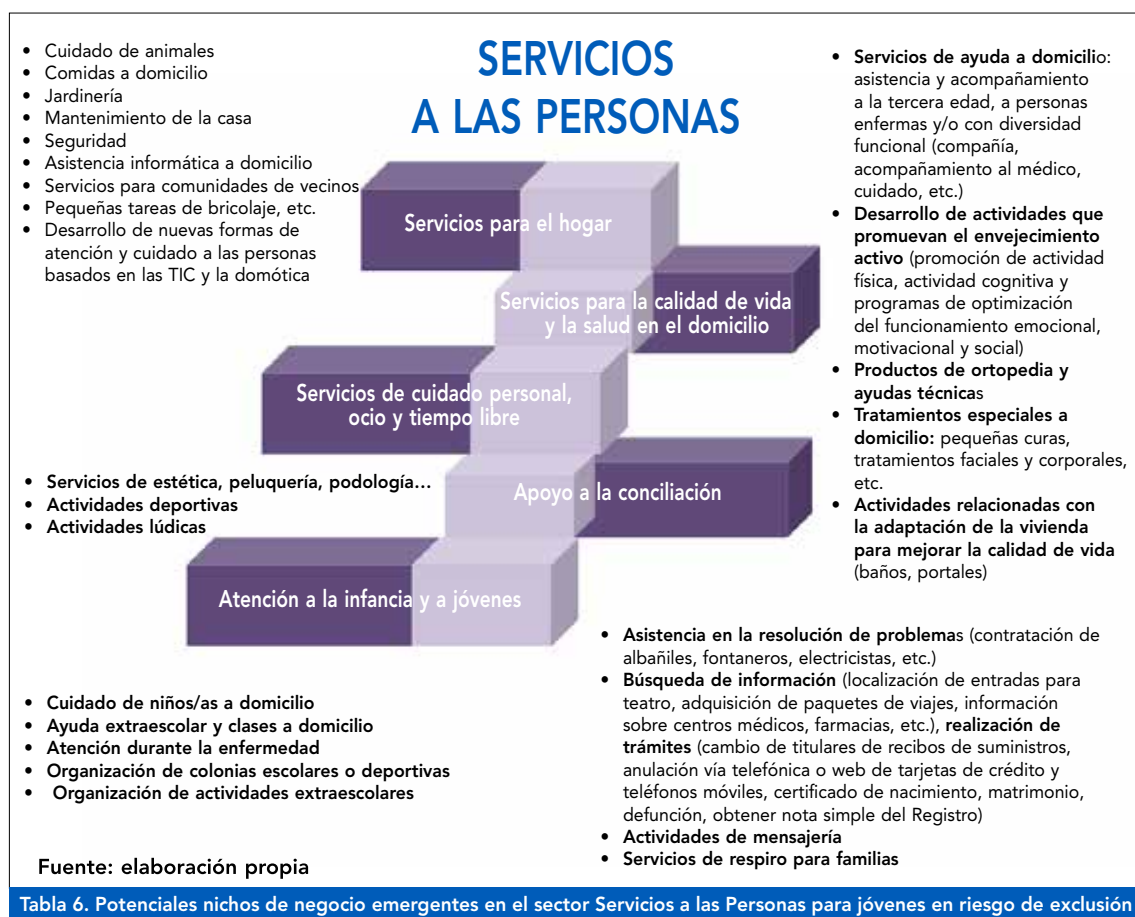 SERVICIOS
A LAS PERSONAS
• Cuidado de animales
• Comidas a domicilio
• Jardinería
• Mantenimiento de la casa
• Seguridad
• Asistencia informática a domicilio
• Servicios para comunidades de vecinos
• Pequeñas tareas de bricolaje, etc.
• Desarrollo de nuevas formas de
atención y cuidado a las personas
basados en las TIC y la domótica
Servicios para el hogar
Servicios para la calidad de vida
y la salud en el domicilio
• Servicios de ayuda a domicilio:
asistencia y acompañamiento
a la tercera edad, a personas
enfermas y/o con diversidad
funcional (compañía,
acompañamiento al médico,
cuidado, etc.)
• Desarrollo de actividades que
promuevan el envejecimiento
activo (promoción de actividad
física, actividad cognitiva y
programas de optimización
del funcionamiento emocional,
motivacional y social)
• Productos de ortopedia y
ayudas técnicas
• Tratamientos especiales a
domicilio: pequeñas curas,
tratamientos faciales y corporales,
etc.
• Actividades relacionadas con
la adaptación de la vivienda
para mejorar la calidad de vida
(baños, portales)
Servicios de cuidado personal,
ocio y tiempo libre
• Servicios de estética, peluquería, podología…
• Actividades deportivas
• Actividades lúdicas
Apoyo a la conciliación
• Asistencia en la resolución de problemas (contratación de
albañiles, fontaneros, electricistas, etc.)
• Búsqueda de información (localización de entradas para
teatro, adquisición de paquetes de viajes, información
sobre centros médicos, farmacias, etc.), realización de
trámites (cambio de titulares de recibos de suministros,
anulación vía telefónica o web de tarjetas de crédito y
teléfonos móviles, certificado de nacimiento, matrimonio,
defunción, obtener nota simple del Registro)
• Actividades de mensajería
• Servicios de respiro para familias
Atención a la infancia y a jóvenes
• Cuidado de niños/as a domicilio
• Ayuda extraescolar y clases a domicilio
• Atención durante la enfermedad
• Organización de colonias escolares o deportivas
• Organización de actividades extraescolares
Fuente: elaboración propia
Tabla 6. Potenciales nichos de negocio emergentes en el sector Servicios a las Personas para jóvenes en riesgo de exclusión